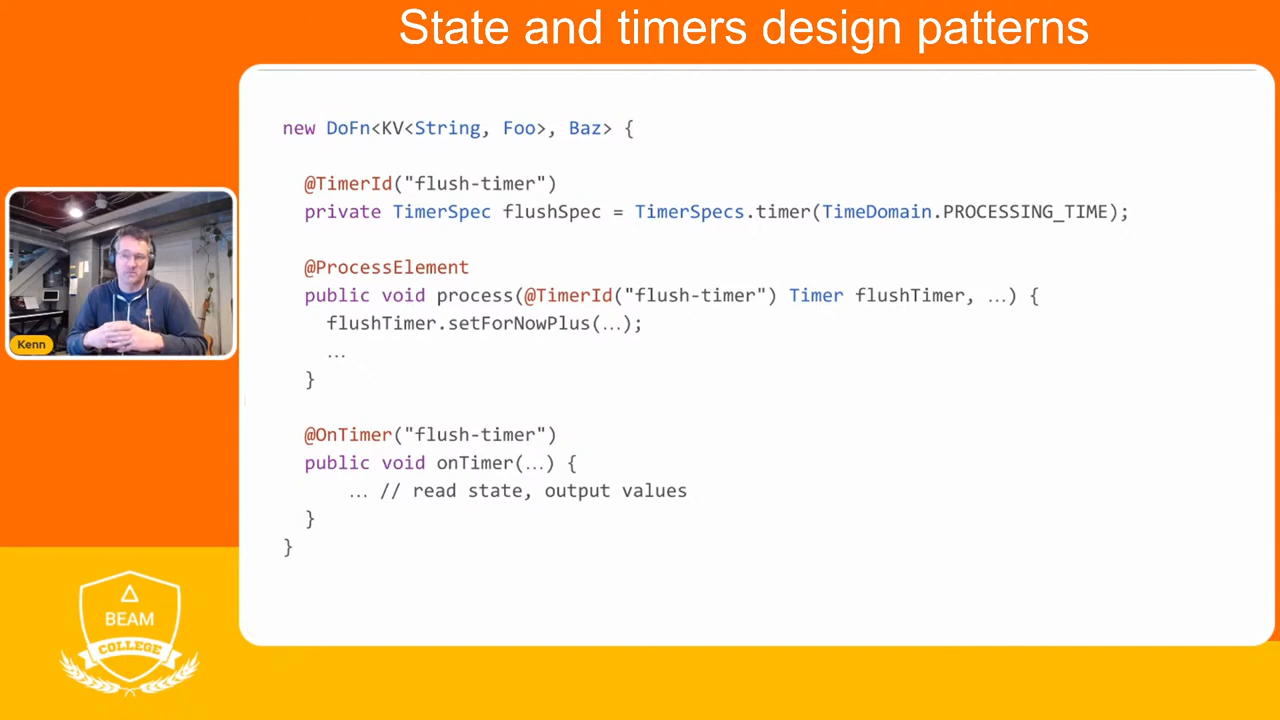 State and timers design patterns
new DoFn<KV<String, Foo>, Baz> {
@TimerId("flush-timer")
private TimerSpec flushSpec = TimerSpecs.timer(TimeDomain.PROCESSING_TIME);
@ProcessElement
public void process(@TimerId("flush-timer") Timer flushTimer, …) {
flushTimer.setForNowPlus(…);
…
}
@OnTimer("flush-timer")
public void onTimer(…) {
… // read state, output values
}
}
Kenn
BEAM
COLLEGE